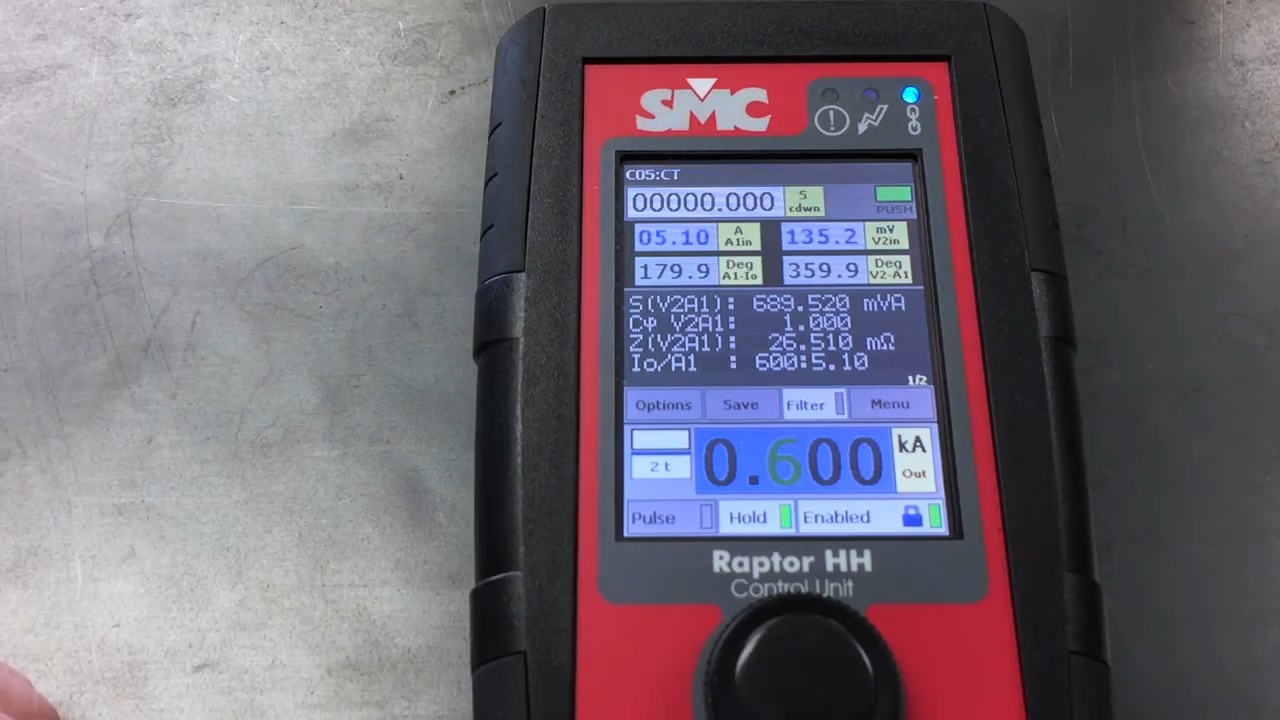 SMC
C05:CT
00000.000 S cdwn PUSH
05.10 A A1in 135.2 mV V2in
179.9 Deg A1-Io 359.9 Deg V2-A1
S(V2A1): 689.520 mVA
Cφ V2A1: 1.000
Z(V2A1): 26.510 mΩ
Io/A1 : 600:5.10
1/2
Options Save Filter Menu
2 t 0.600 kA Out
Pulse Hold Enabled
Raptor HH
Control Unit